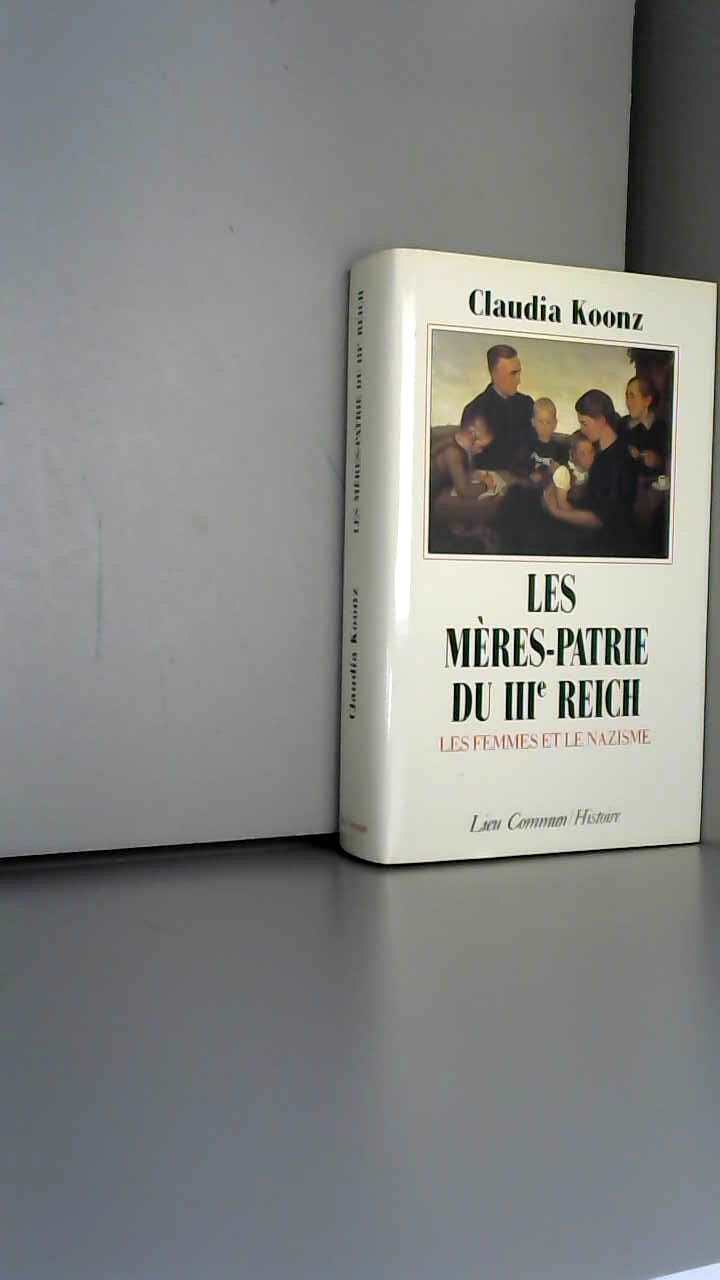 Claudia Koonz
LES
MÈRES-PATRIE
DU IIIe REICH
LES FEMMES ET LE NAZISME
Lieu Commun/Histoire
Claudia Koonz LES MÈRES-PATRIE DU IIIe REICH